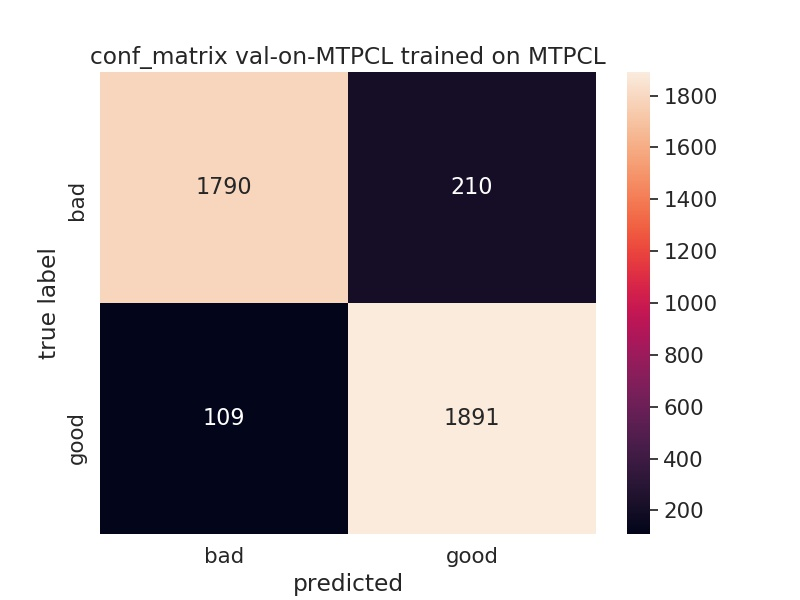 conf_matrix val-on-MTPCL trained on MTPCL
true label
bad
1790
210
good
109
1891
bad
good
predicted
1800
1600
1400
1200
1000
800
600
400
200